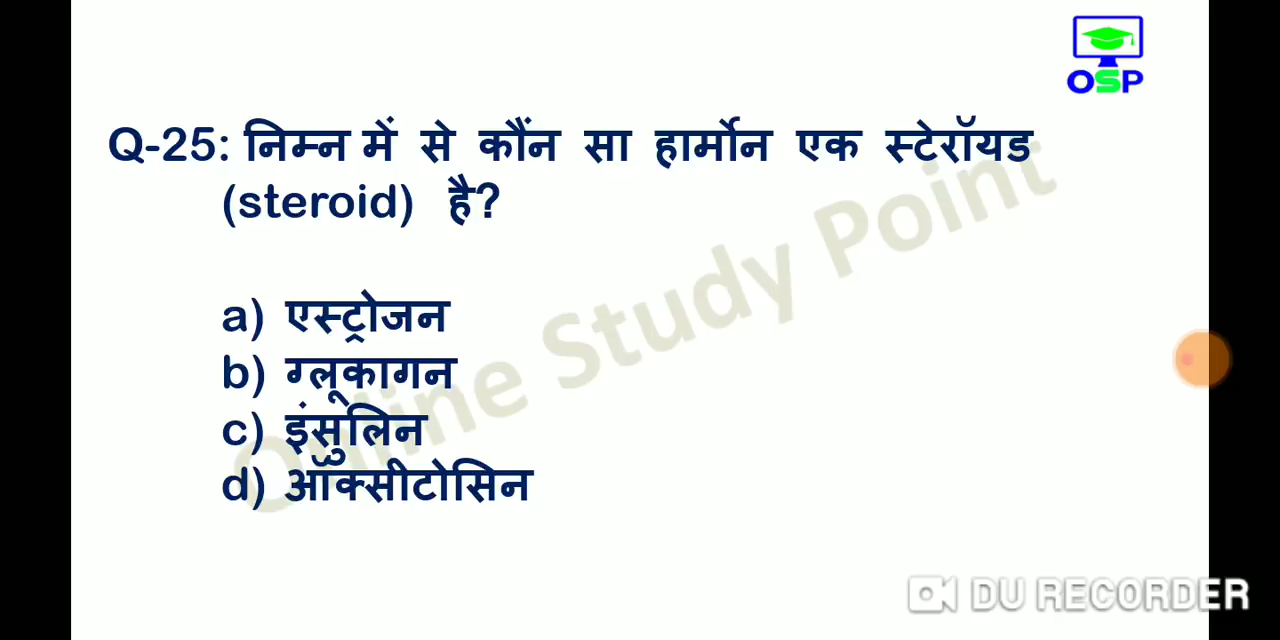 OSP
Q-25: निम्न में से कौंन सा हार्मोन एक स्टेरॉयड
(steroid) है?
a) एस्ट्रोजन
b) ग्लूकागन
c) इंसुलिन
d) ऑक्सीटोसिन
Online Study Point
DU RECORDER